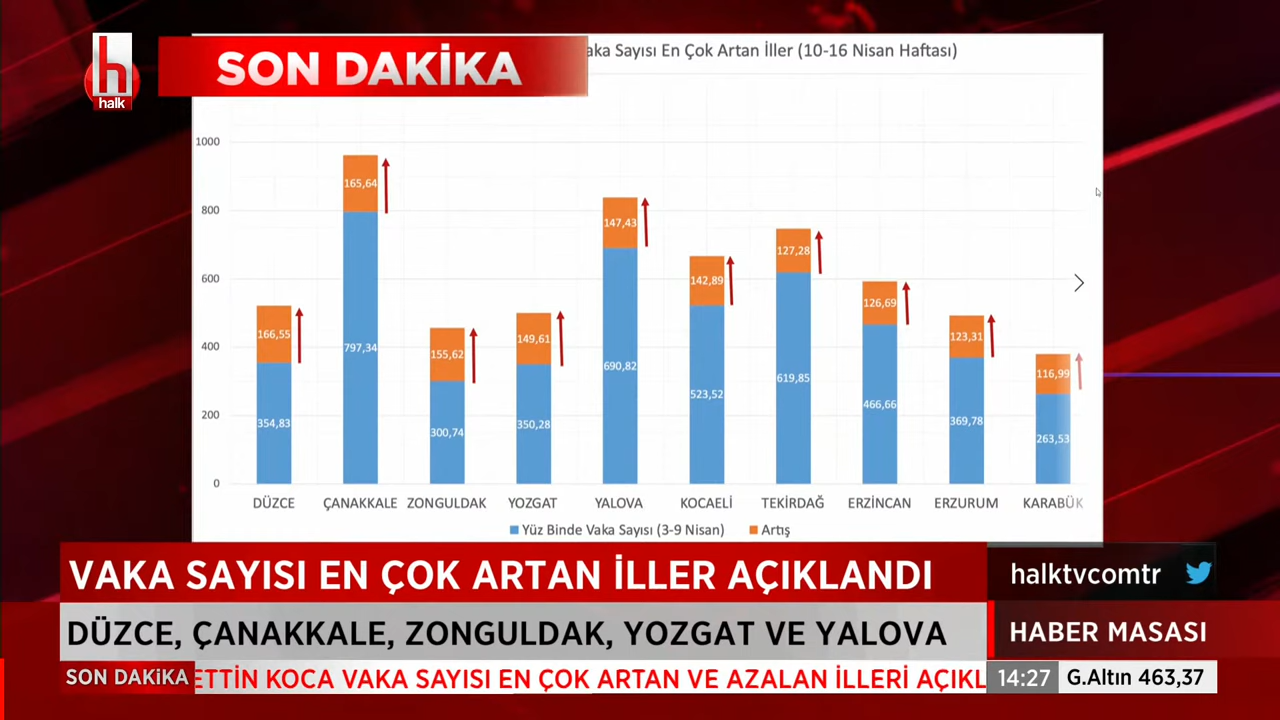 h
halk
SON DAKİKA
aka Sayısı En Çok Artan İller (10-16 Nisan Haftası)
1000
800
600
400
200
0
166,55
354,83
165,64
797,34
155,62
300,74
149,61
350,28
147,43
690,82
142,89
523,52
127,28
619,85
126,69
466,66
123,31
369,78
116,99
263,53
DÜZCE ÇANAKKALE ZONGULDAK YOZGAT YALOVA KOCAELİ TEKİRDAĞ ERZİNCAN ERZURUM KARABÜK
Yüz Binde Vaka Sayısı (3-9 Nisan) Artış
VAKA SAYISI EN ÇOK ARTAN İLLER AÇIKLANDI
halktvcomtr
DÜZCE, ÇANAKKALE, ZONGULDAK, YOZGAT VE YALOVA
HABER MASASI
SON DAKİKA ETTİN KOCA VAKA SAYISI EN ÇOK ARTAN VE AZALAN İLLERİ AÇIKL
14:27 G.Altın 463,37